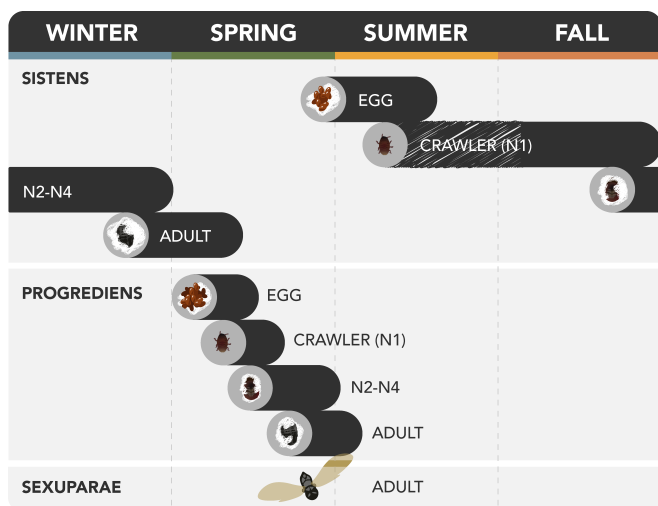 WINTER SPRING SUMMER FALL
SISTENS
EGG
CRAWLER (N1)
N2-N4
ADULT
PROGREDIENS
EGG
CRAWLER (N1)
N2-N4
ADULT
SEXUPARAE
ADULT